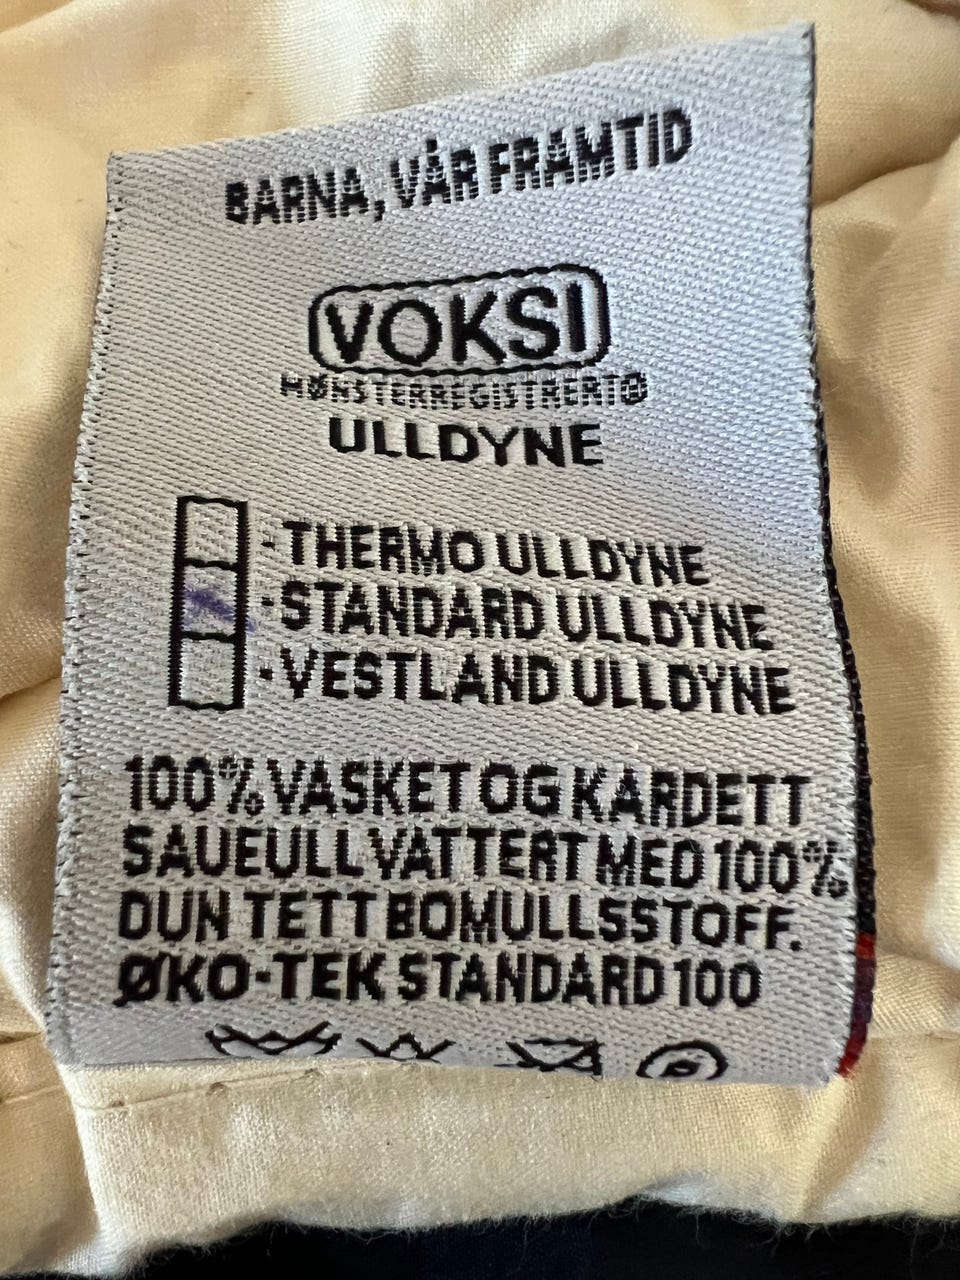 BARNA, VÅR FRAMTID
VOKSI
MØNSTERREGISTRERT®
ULLDYNE
-THERMO ULLDYNE
-STANDARD ULLDYNE
-VESTLAND ULLDYNE
100% VASKET OG KARDETT
SAUEULL VATTERT MED 100%
DUN TETT BOMULLSSTOFF.
ØKO-TEK STANDARD 100
P